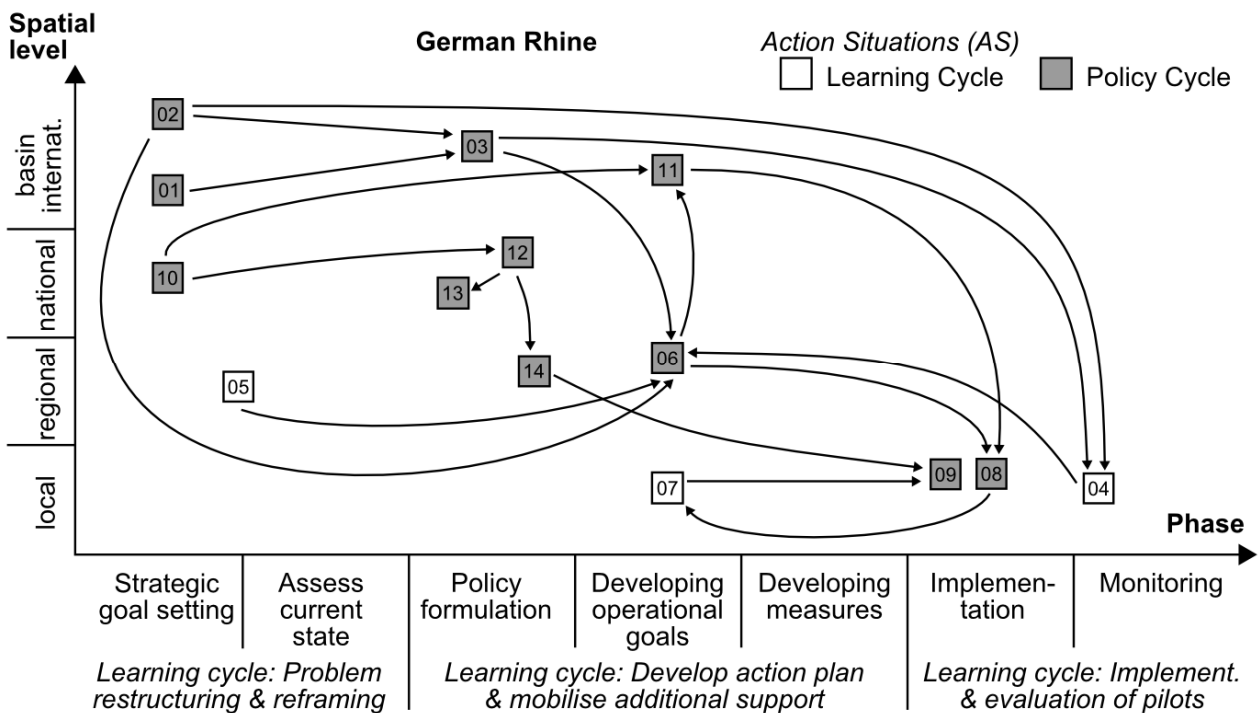 Spatial
level
German Rhine
Action Situations (AS)
Learning Cycle
Policy Cycle
basin
internat.
national
regional
local
02
03
01
11
10
12
13
06
14
05
09
08
07
04
Phase
Strategic
goal setting
Assess
current
state
Policy
formulation
Developing
operational
goals
Developing
measures
Implemen-
tation
Monitoring
Learning cycle: Problem
restructuring & reframing
Learning cycle: Develop action plan
& mobilise additional support
Learning cycle: Implement.
& evaluation of pilots